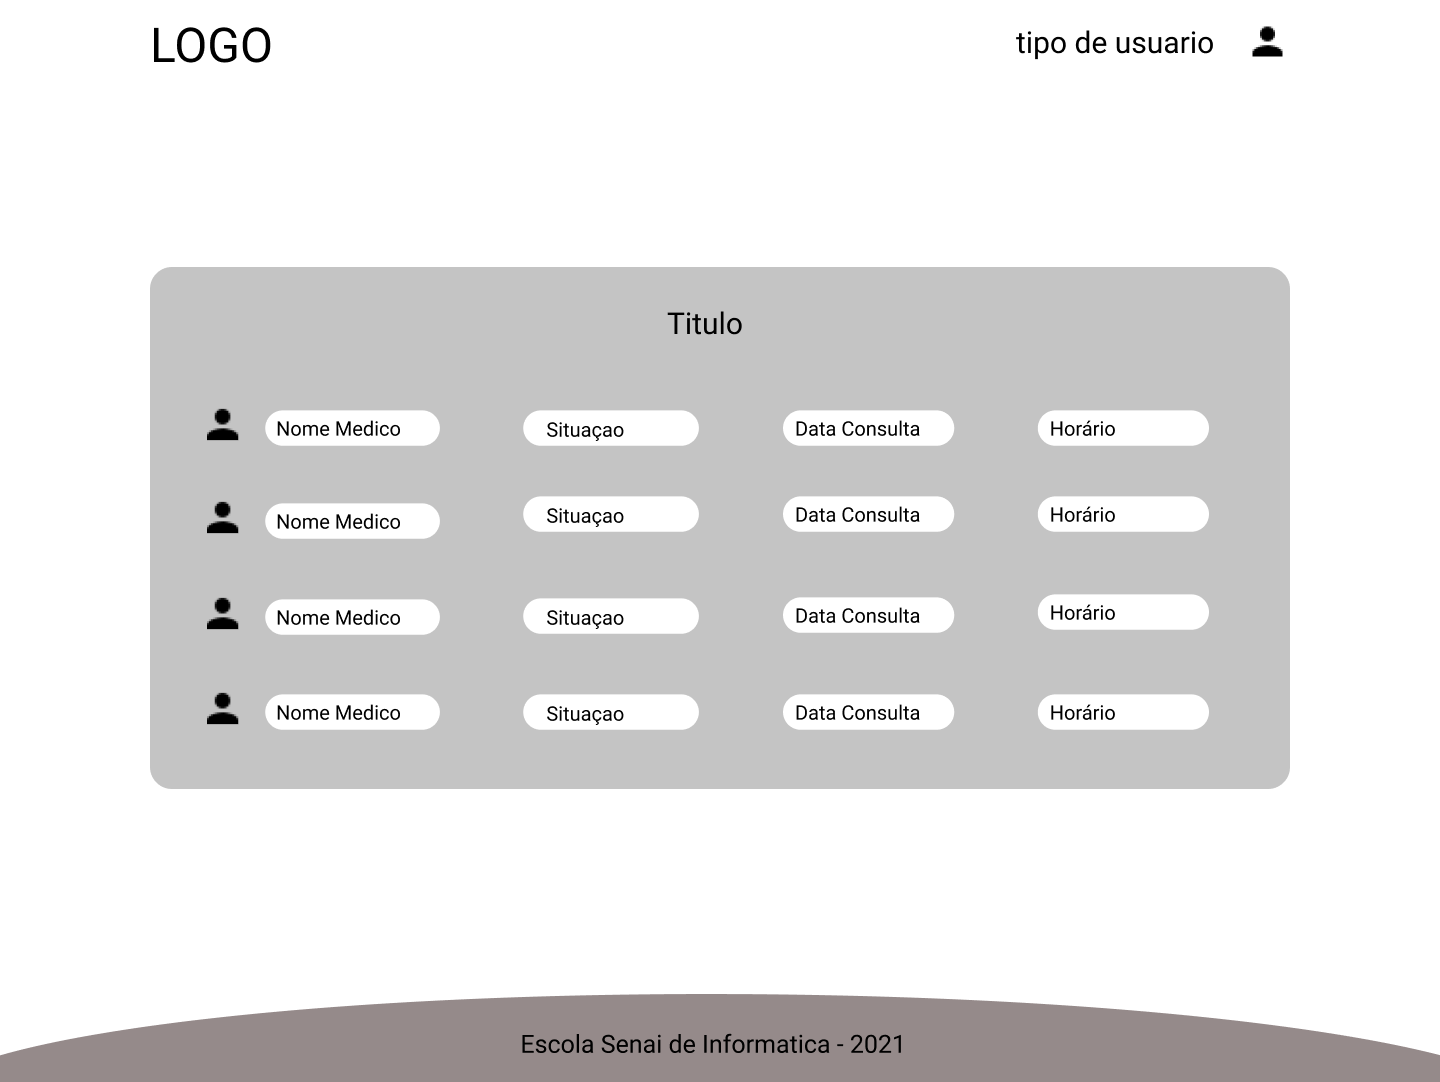 LOGO
tipo de usuario
Titulo
Nome Medico
Situaçao
Data Consulta
Horário
Nome Medico
Situaçao
Data Consulta
Horário
Nome Medico
Situaçao
Data Consulta
Horário
Nome Medico
Situaçao
Data Consulta
Horário
Escola Senai de Informatica - 2021